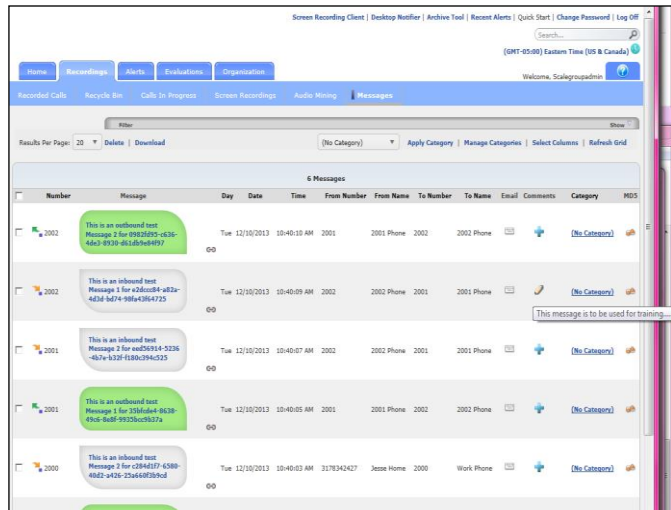 Screen Recording Client | Desktop Notifier | Archive Tool | Recent Alerts | Quick Start | Change Password | Log Off
Search...
(GMT-05:00) Eastern Time (US & Canada)
Home Recordings Alerts Evaluations Organization
Welcome, Scalegroupadmin
Recorded Calls Recycle Bin Calls In Progress Screen Recordings Audio Mining Messages
Filter Show
Results Per Page: 20 Delete | Download (No Category) Apply Category | Manage Categories | Select Columns | Refresh Grid
6 Messages
Number Message Day Date Time From Number From Name To Number To Name Email Comments Category MD5
This is an outbound test
2002 Message 2 for 0982fd95-c636- Tue 12/10/2013 10:40:10 AM 2001 2001 Phone 2002 2002 Phone (No Category)
4de3-8930-d61db9e84f97
This is an inbound test
2002 Message 1 for e2dccc84-a82a- Tue 12/10/2013 10:40:09 AM 2002 2002 Phone 2001 2001 Phone (No Category)
4d3d-bd74-98fa43f64725
This message is to be used for training...
This is an inbound test
2001 Message 2 for eed56914-5236 Tue 12/10/2013 10:40:07 AM 2002 2002 Phone 2001 2001 Phone (No Category)
-4b7e-b32f-f180c394c525
This is an outbound test
2001 Message 1 for 35bfcde4-8638- Tue 12/10/2013 10:40:05 AM 2001 2001 Phone 2002 2002 Phone (No Category)
49c6-8e8f-9935bcc9b37a
This is an inbound test
2000 Message 2 for c284d1f7-6580- Tue 12/10/2013 10:40:03 AM 3178342427 Jesse Home 2000 Work Phone (No Category)
40d2-a426-25a660f3b9cd